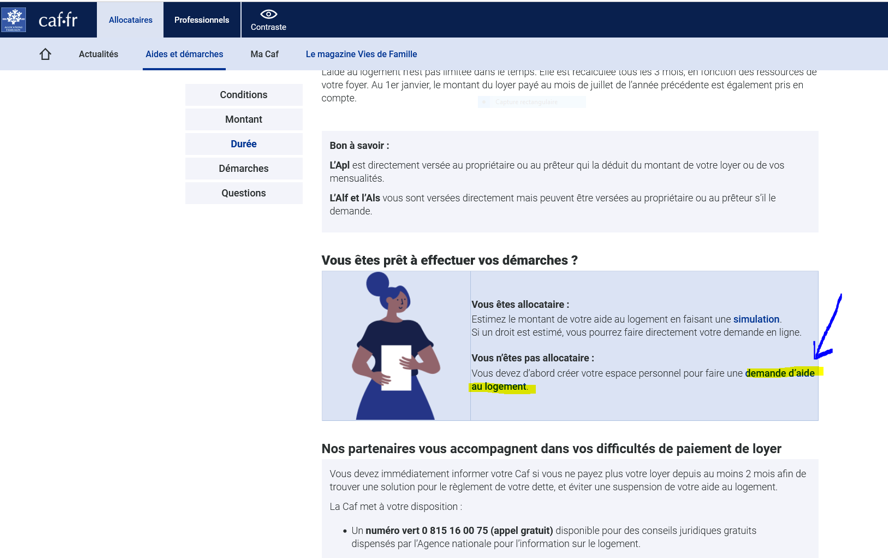 caf.fr
Allocataires
Professionnels
Contraste
Actualités
Aides et démarches
Ma Caf
Le magazine Vies de Famille
Conditions
Montant
Durée
Démarches
Questions
L'aide au logement n'est pas limitée dans le temps. Elle est recalculée tous les 3 mois, en fonction des ressources de
votre foyer. Au 1er janvier, le montant du loyer payé au mois de juillet de l'année précédente est également pris en
compte.
Bon à savoir :
L'Apl est directement versée au propriétaire ou au prêteur qui la déduit du montant de votre loyer ou de vos
mensualités.
L'Alf et l'Als vous sont versées directement mais peuvent être versées au propriétaire ou au prêteur s'il le
demande.
Vous êtes prêt à effectuer vos démarches ?
Vous êtes allocataire :
Estimez le montant de votre aide au logement en faisant une simulation.
Si un droit est estimé, vous pourrez faire directement votre demande en ligne.
Vous n'êtes pas allocataire :
Vous devez d'abord créer votre espace personnel pour faire une demande d'aide
au logement.
Nos partenaires vous accompagnent dans vos difficultés de paiement de loyer
Vous devez immédiatement informer votre Caf si vous ne payez plus votre loyer depuis au moins 2 mois afin de
trouver une solution pour le règlement de votre dette, et éviter une suspension de votre aide au logement.
La Caf met à votre disposition :
• Un numéro vert 0 815 16 00 75 (appel gratuit) disponible pour des conseils juridiques gratuits
dispensés par l'Agence nationale pour l'information sur le logement.